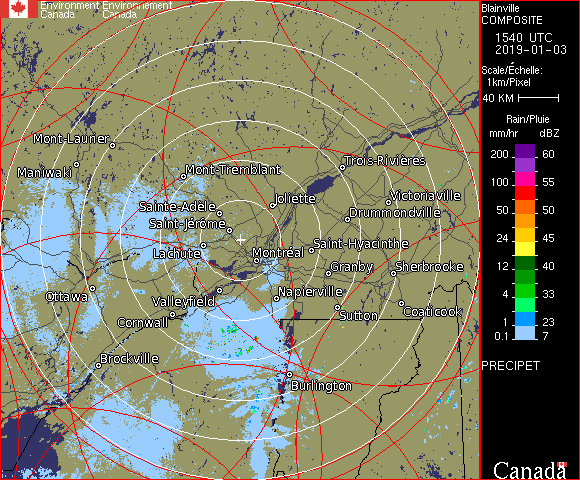 Environment Environnement
Canada Canada
Blainville
COMPOSITE
1540 UTC
2019-01-03
Scale/Échelle:
1km/Pixel
40 KM
Rain/Pluie
mm/hr dBZ
200 60
100 55
50 50
24 45
12 40
4 33
1 23
0.1 7
PRECIPET
Canada
Mont-Laurier
Maniwaki
Mont-Tremblant
Trois-Rivières
Joliette
Victoriaville
Sainte-Adele
Drummondville
Saint-Jérôme
Lachute
Montréal
Saint-Hyacinthe
Granby
Sherbrooke
Ottawa
Valleyfield
Napierville
Cornwall
Sutton
Coaticook
Brockville
Burlington